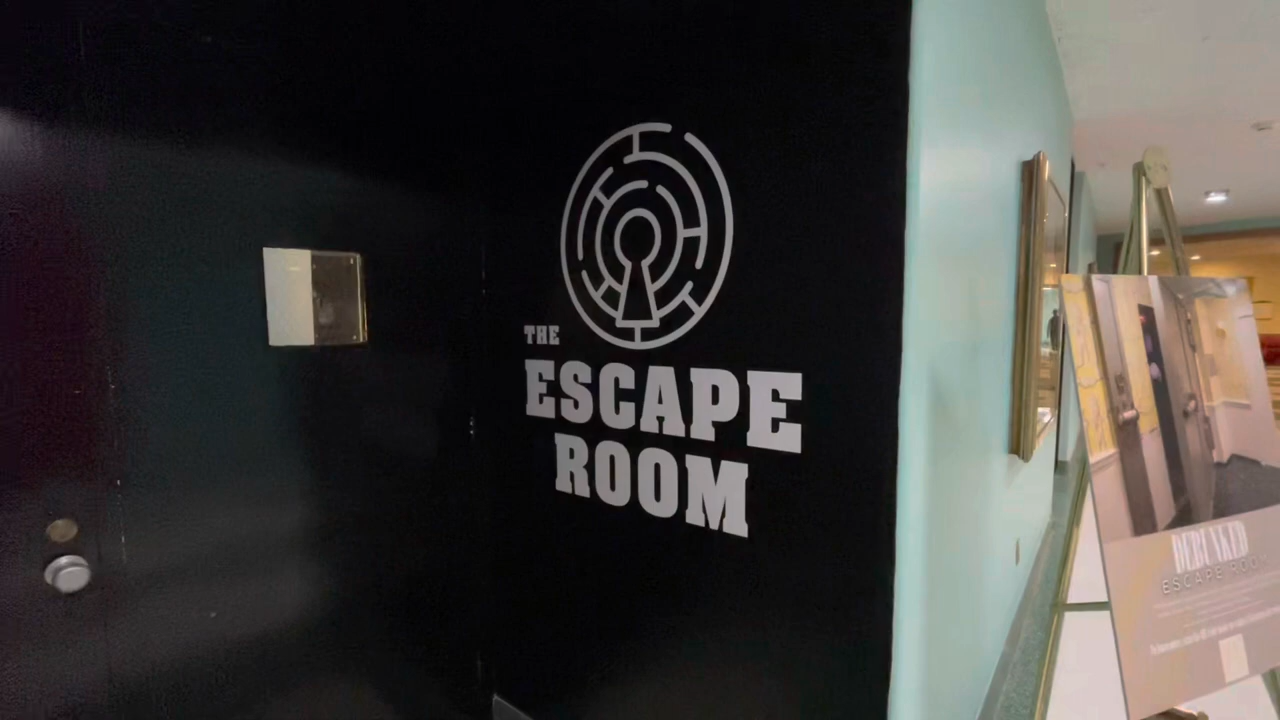 THE
ESCAPE
ROOM
DEBUNKED
ESCAPE ROOM